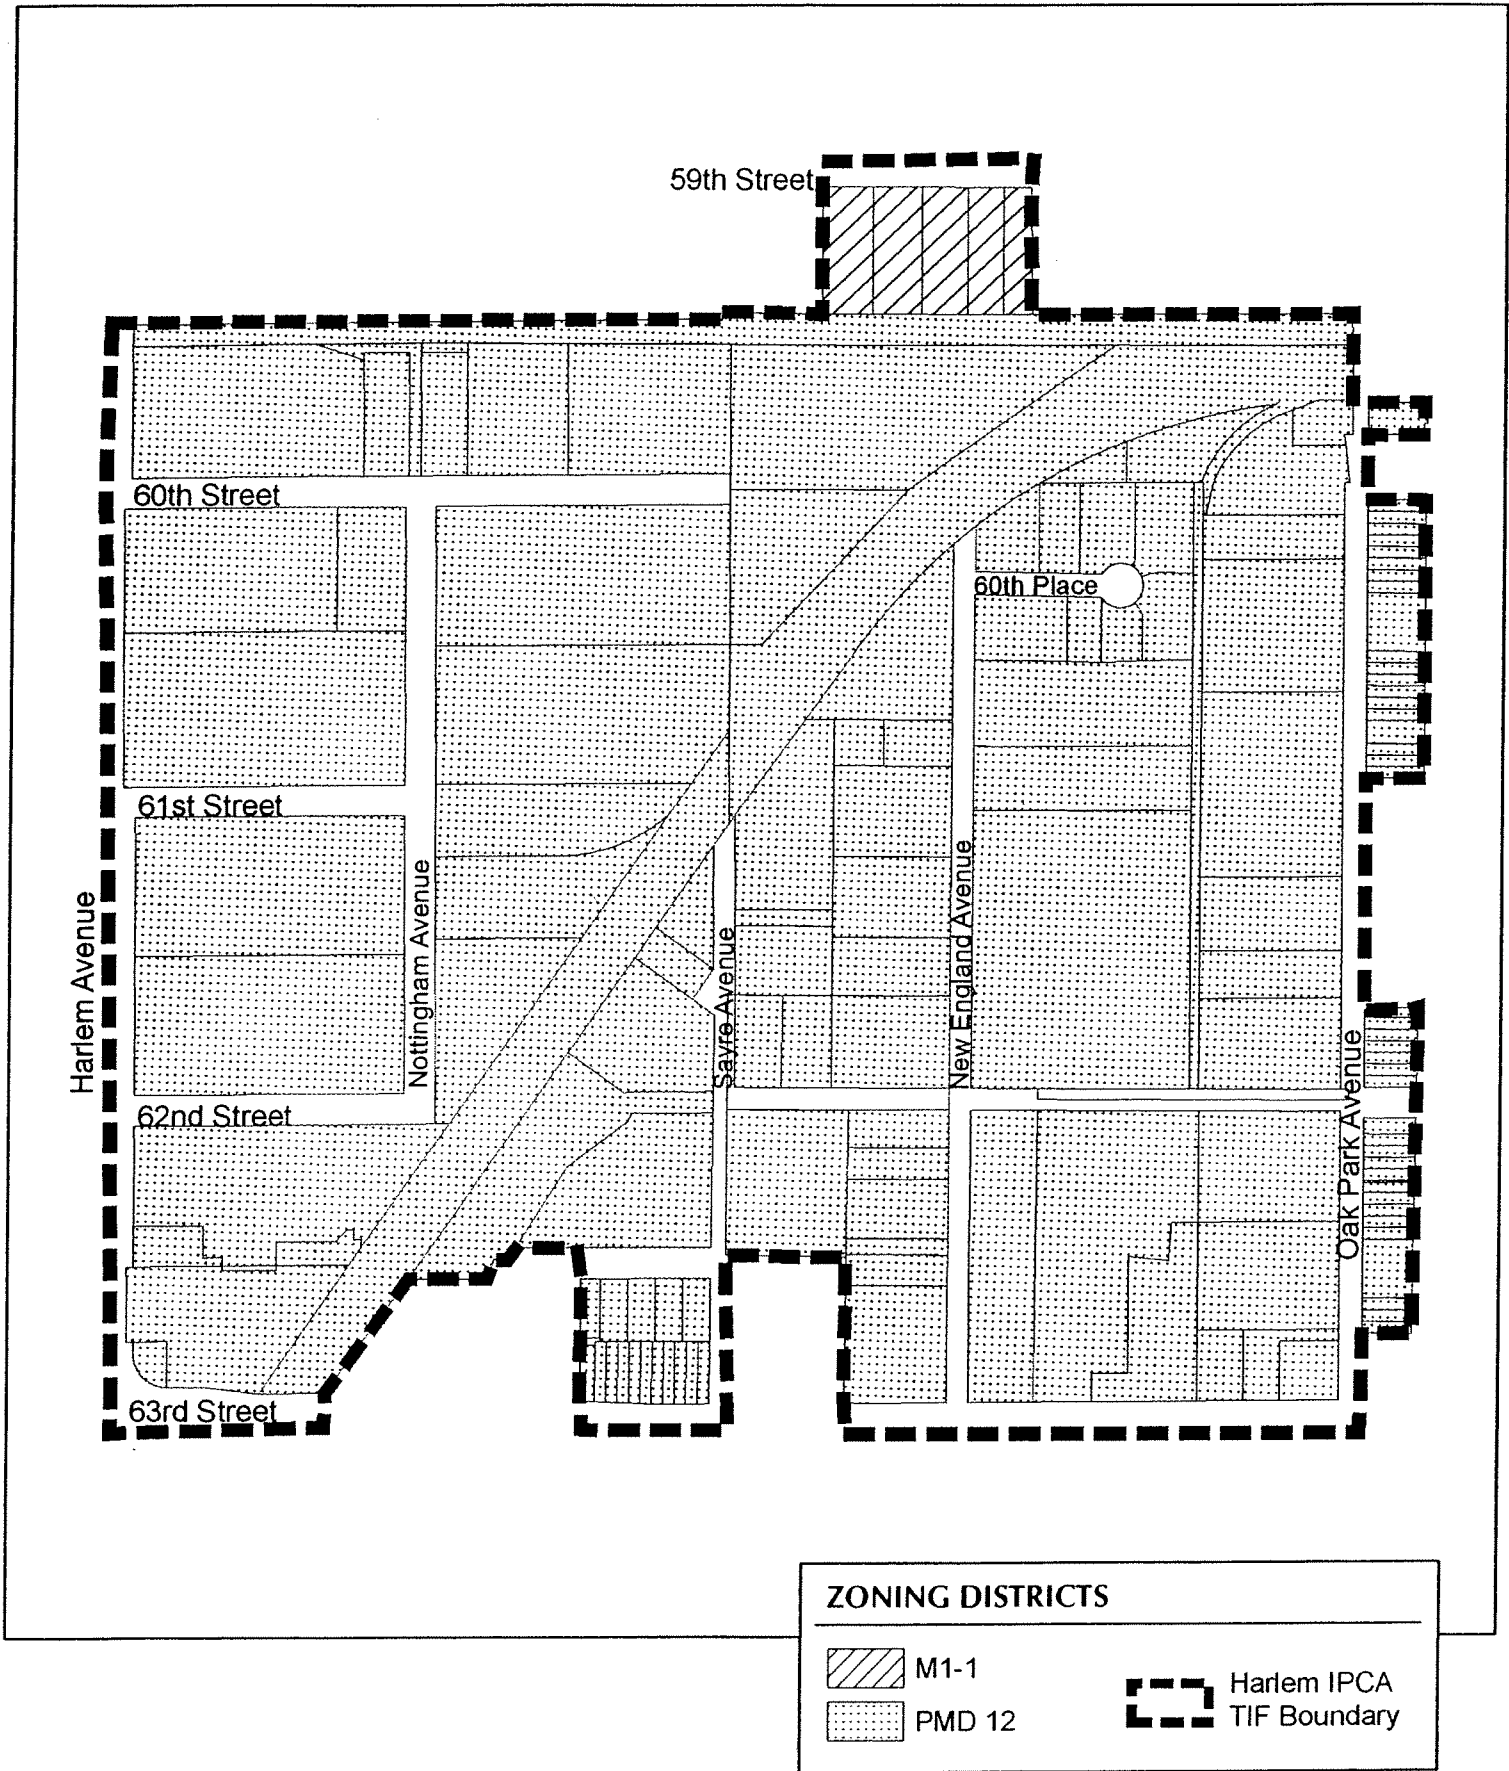 59th Street
60th Street
60th Place
61st Street
Harlem Avenue
Nottingham Avenue
Sayre Avenue
New England Avenue
Oak Park Avenue
62nd Street
63rd Street
ZONING DISTRICTS
M1-1
PMD 12
Harlem IPCA
TIF Boundary